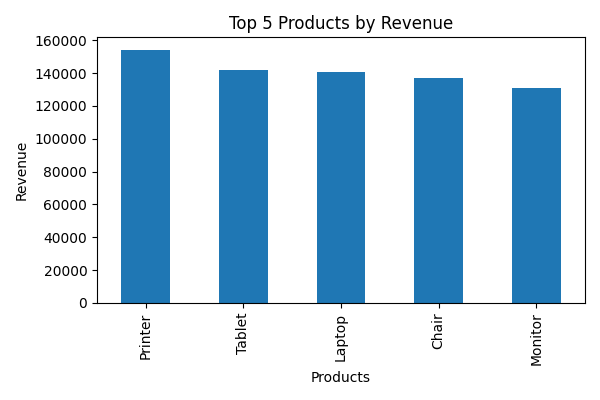 Top 5 Products by Revenue
160000
140000
120000
100000
80000
60000
40000
20000
0
Revenue
Printer
Tablet
Laptop
Chair
Monitor
Products